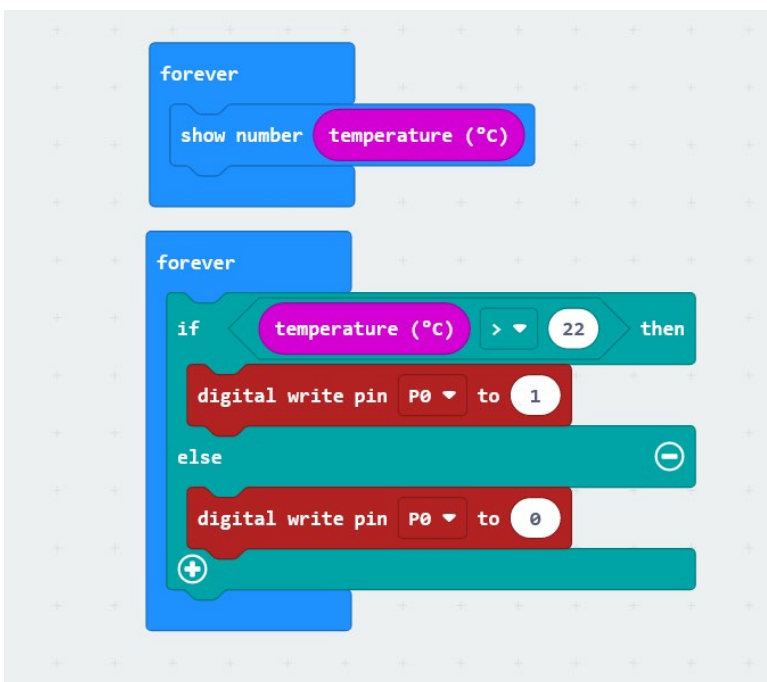 forever
show number temperature (°C)
forever
if temperature (°C) > 22 then
digital write pin P0 to 1
else
digital write pin P0 to 0